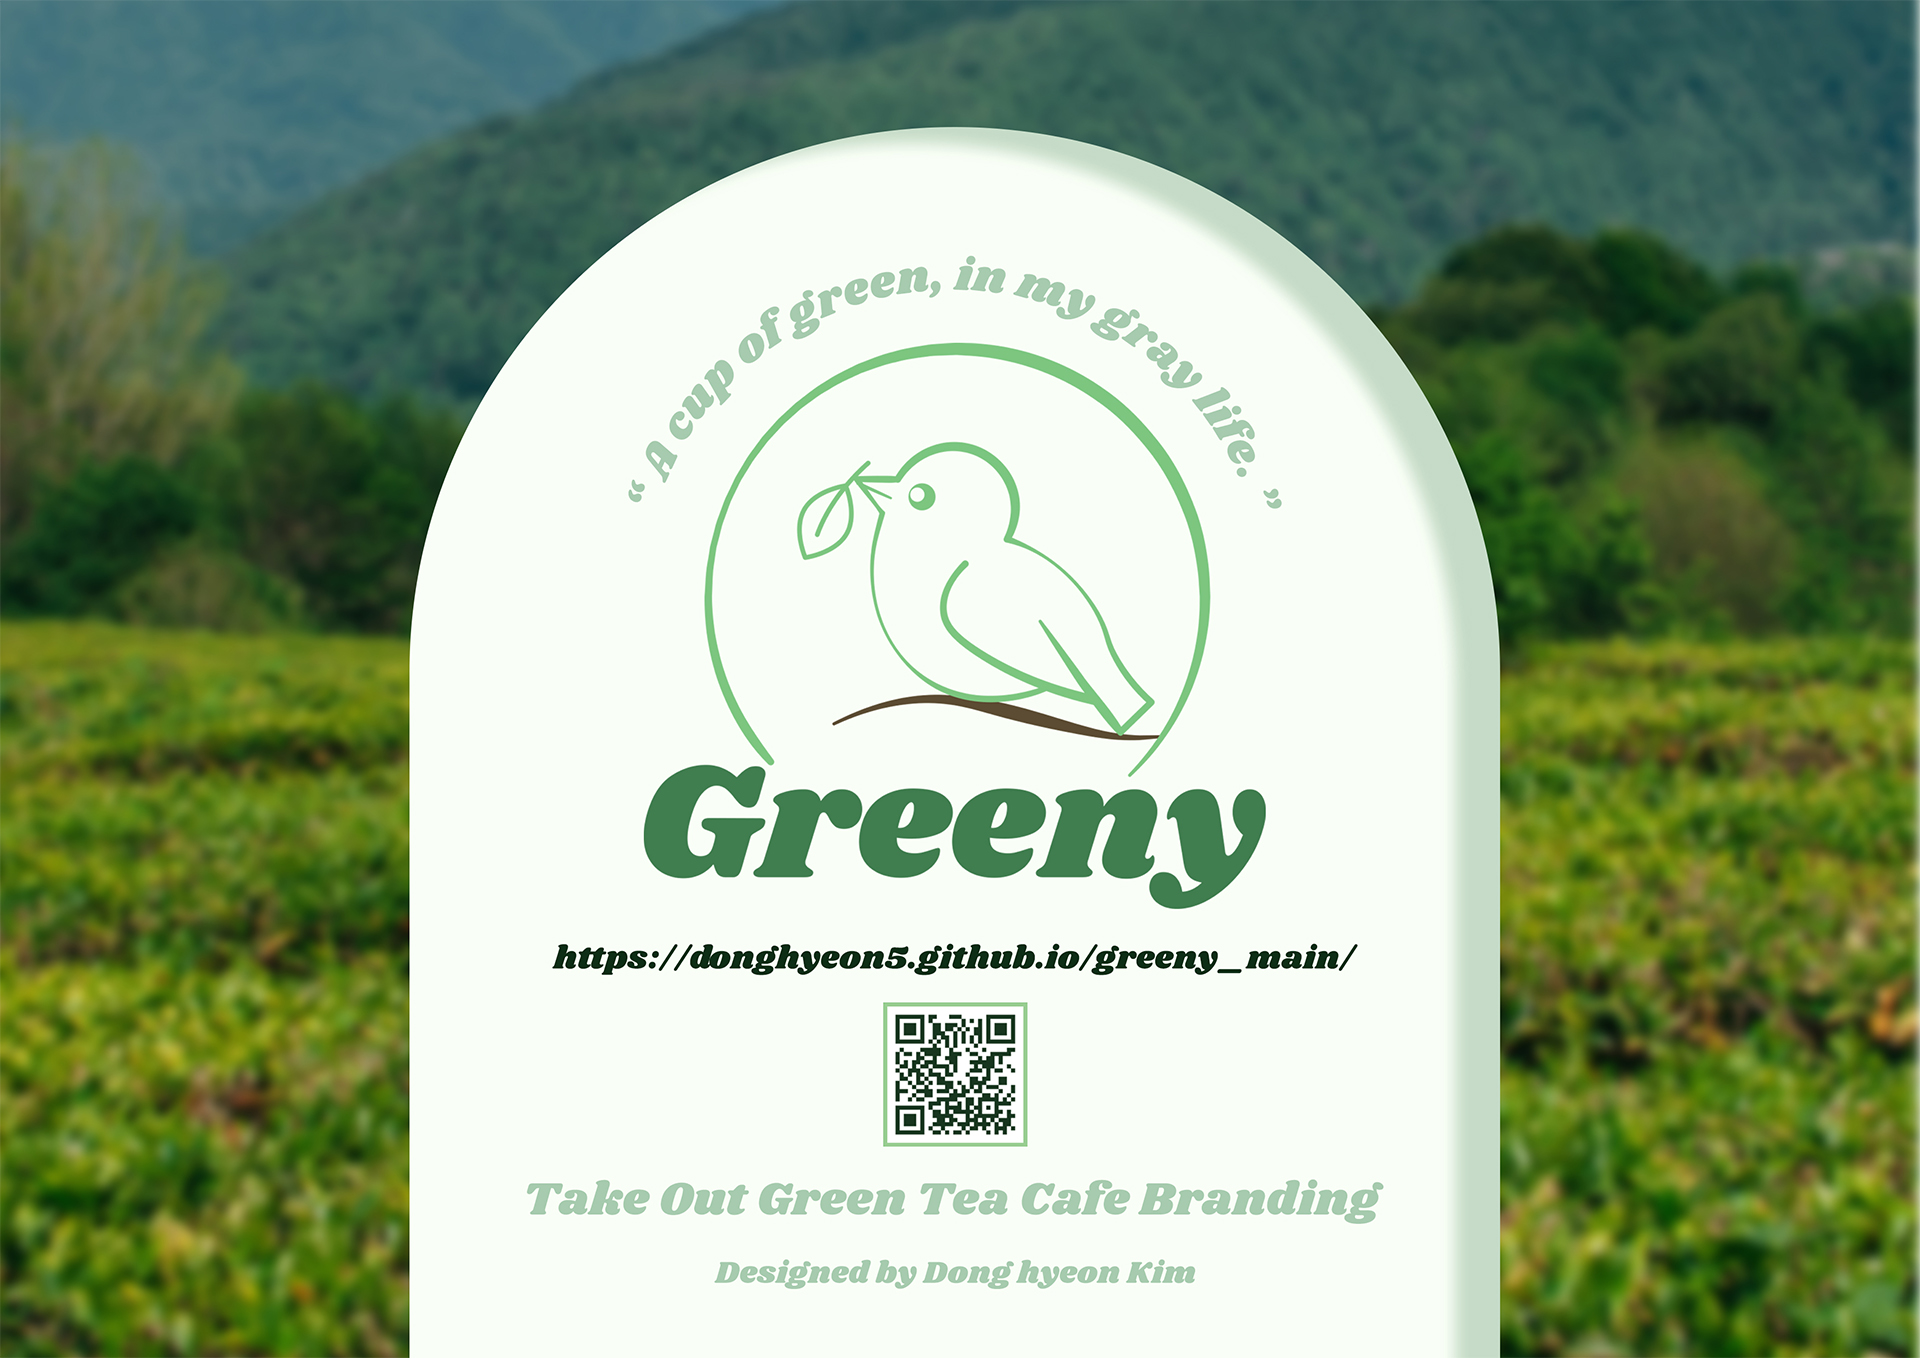 “ A cup of green, in my gray life. ”
Greeny
https://donghyeon5.github.io/greeny_main/
Take Out Green Tea Cafe Branding
Designed by Dong hyeon Kim